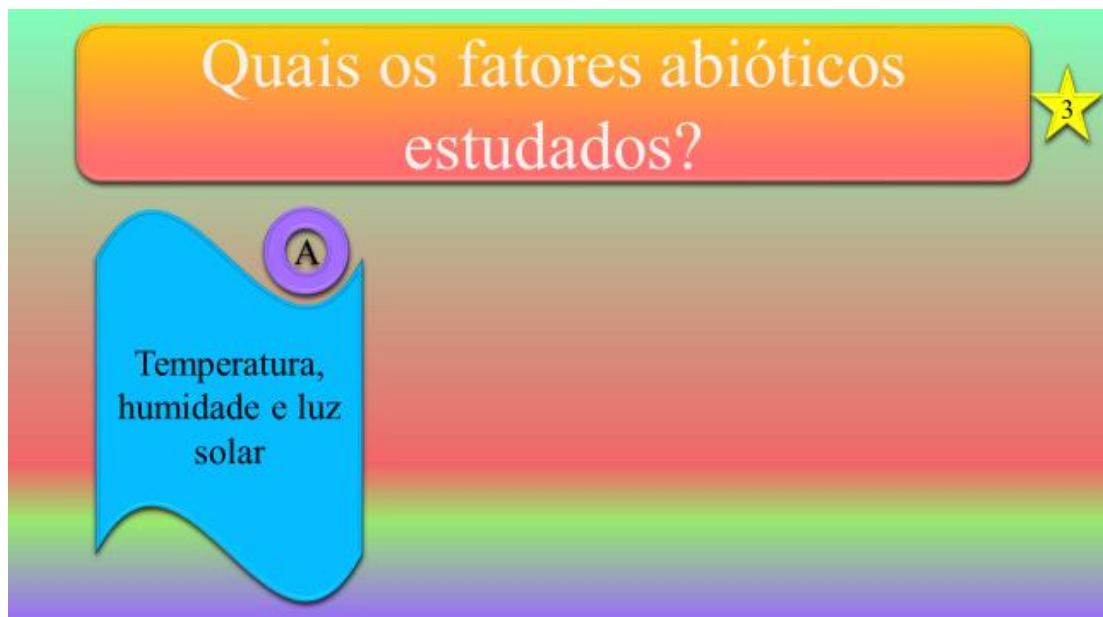 Quais os fatores abióticos
estudados?
3
A
Temperatura,
humidade e luz
solar